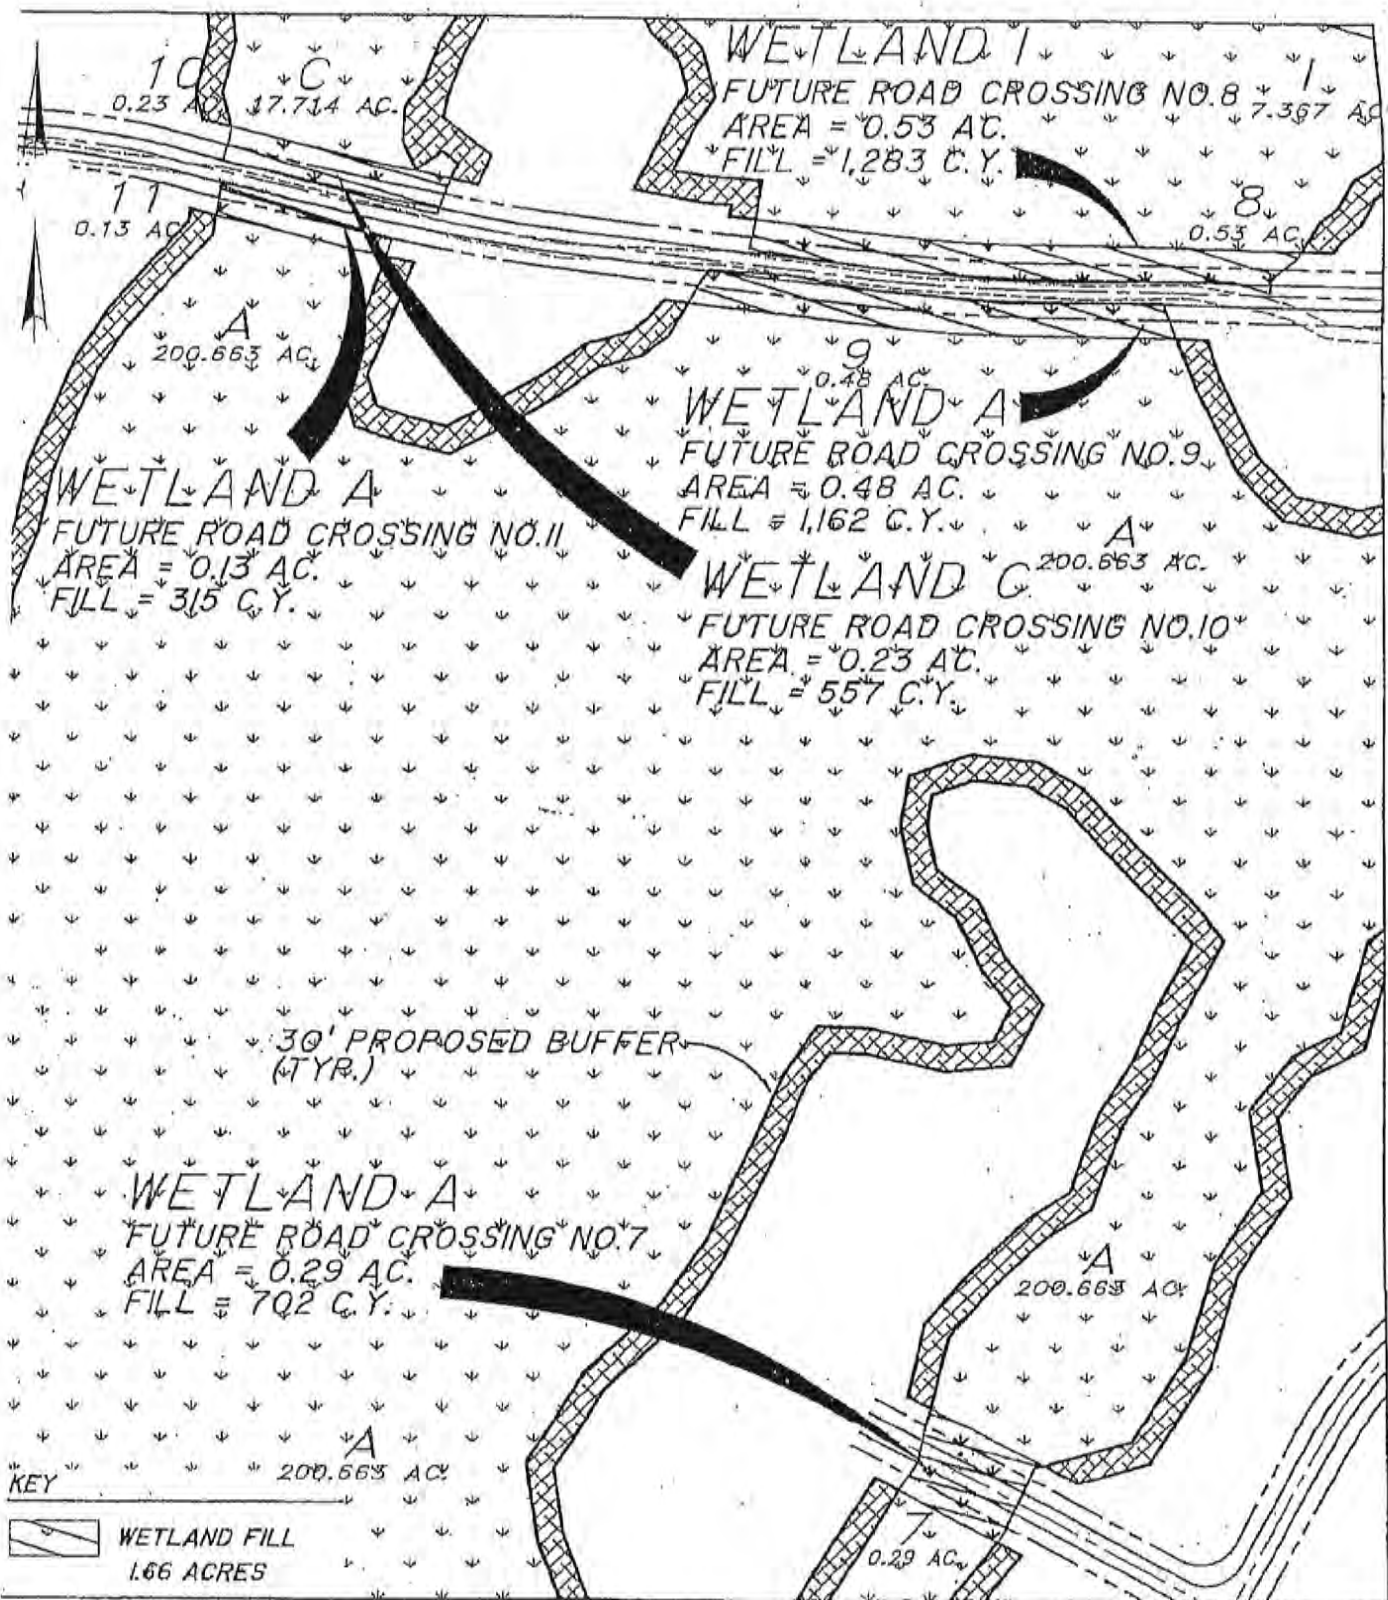 WETLAND I
FUTURE ROAD CROSSING NO.8
AREA = 0.53 AC.
FILL = 1,283 C.Y.
10
0.23 AC.
C
17.714 AC.
I
7.367 AC
8
0.53 AC.
11
0.13 AC
A
200.663 AC.
9
0.48 AC.
WETLAND A
FUTURE ROAD CROSSING NO.9
AREA = 0.48 AC.
FILL = 1,162 C.Y.
WETLAND A
FUTURE ROAD CROSSING NO.11
AREA = 0.13 AC.
FILL = 315 C.Y.
A
200.663 AC.
WETLAND C
FUTURE ROAD CROSSING NO.10
AREA = 0.23 AC.
FILL = 557 C.Y.
30' PROPOSED BUFFER
(TYP.)
WETLAND A
FUTURE ROAD CROSSING NO.7
AREA = 0.29 AC.
FILL = 702 C.Y.
A
200.663 AC.
A
200.663 AC.
7
0.29 AC.
KEY
WETLAND FILL
1.66 ACRES